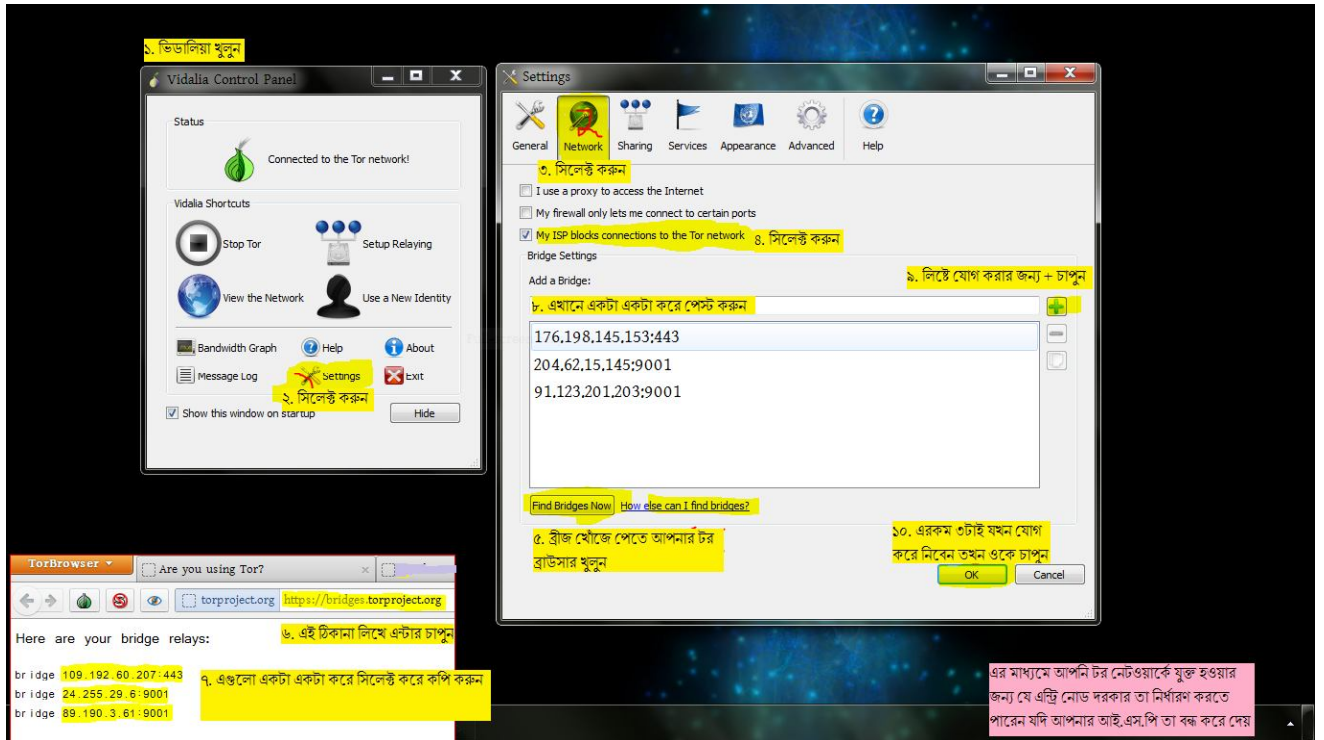 ১. ভিডালিয়া খুলুন
Vidalia Control Panel
Status
Connected to the Tor network!
Vidalia Shortcuts
Stop Tor
Setup Relaying
View the Network
Use a New Identity
Bandwidth Graph
Help
About
Message Log
Settings
Exit
২. সিলেক্ট করুন
Show this window on startup
Hide
Settings
General
Network
Sharing
Services
Appearance
Advanced
Help
৩. সিলেক্ট করুন
I use a proxy to access the Internet
My firewall only lets me connect to certain ports
My ISP blocks connections to the Tor network
৪. সিলেক্ট করুন
Bridge Settings
৯. লিষ্টে যোগ করার জন্য + চাপুন
Add a Bridge:
৮. এখানে একটা একটা করে পেস্ট করুন
176.198.145.153:443
204.62.15.145:9001
91.123.201.203:9001
Find Bridges Now
How else can I find bridges?
৫. ব্রীজ খোঁজে পেতে আপনার টর
ব্রাউসার খুলুন
১০. এরকম ৩টাই যখন যোগ
করে নিবেন তখন ওকে চাপুন
OK
Cancel
TorBrowser
Are you using Tor?
torproject.org
https://bridges.torproject.org
Here are your bridge relays:
৬. এই ঠিকানা লিখে এন্টার চাপুন
bridge 109.192.60.207:443
bridge 24.255.29.6:9001
bridge 89.190.3.61:9001
৭. এগুলো একটা একটা করে সিলেক্ট করে কপি করুন
এর মাধ্যমে আপনি টর নেটওয়ার্কে যুক্ত হওয়ার
জন্য যে এন্ট্রি নোড দরকার তা নির্ধারণ করতে
পারেন যদি আপনার আই.এস.পি তা বন্ধ করে দেয়